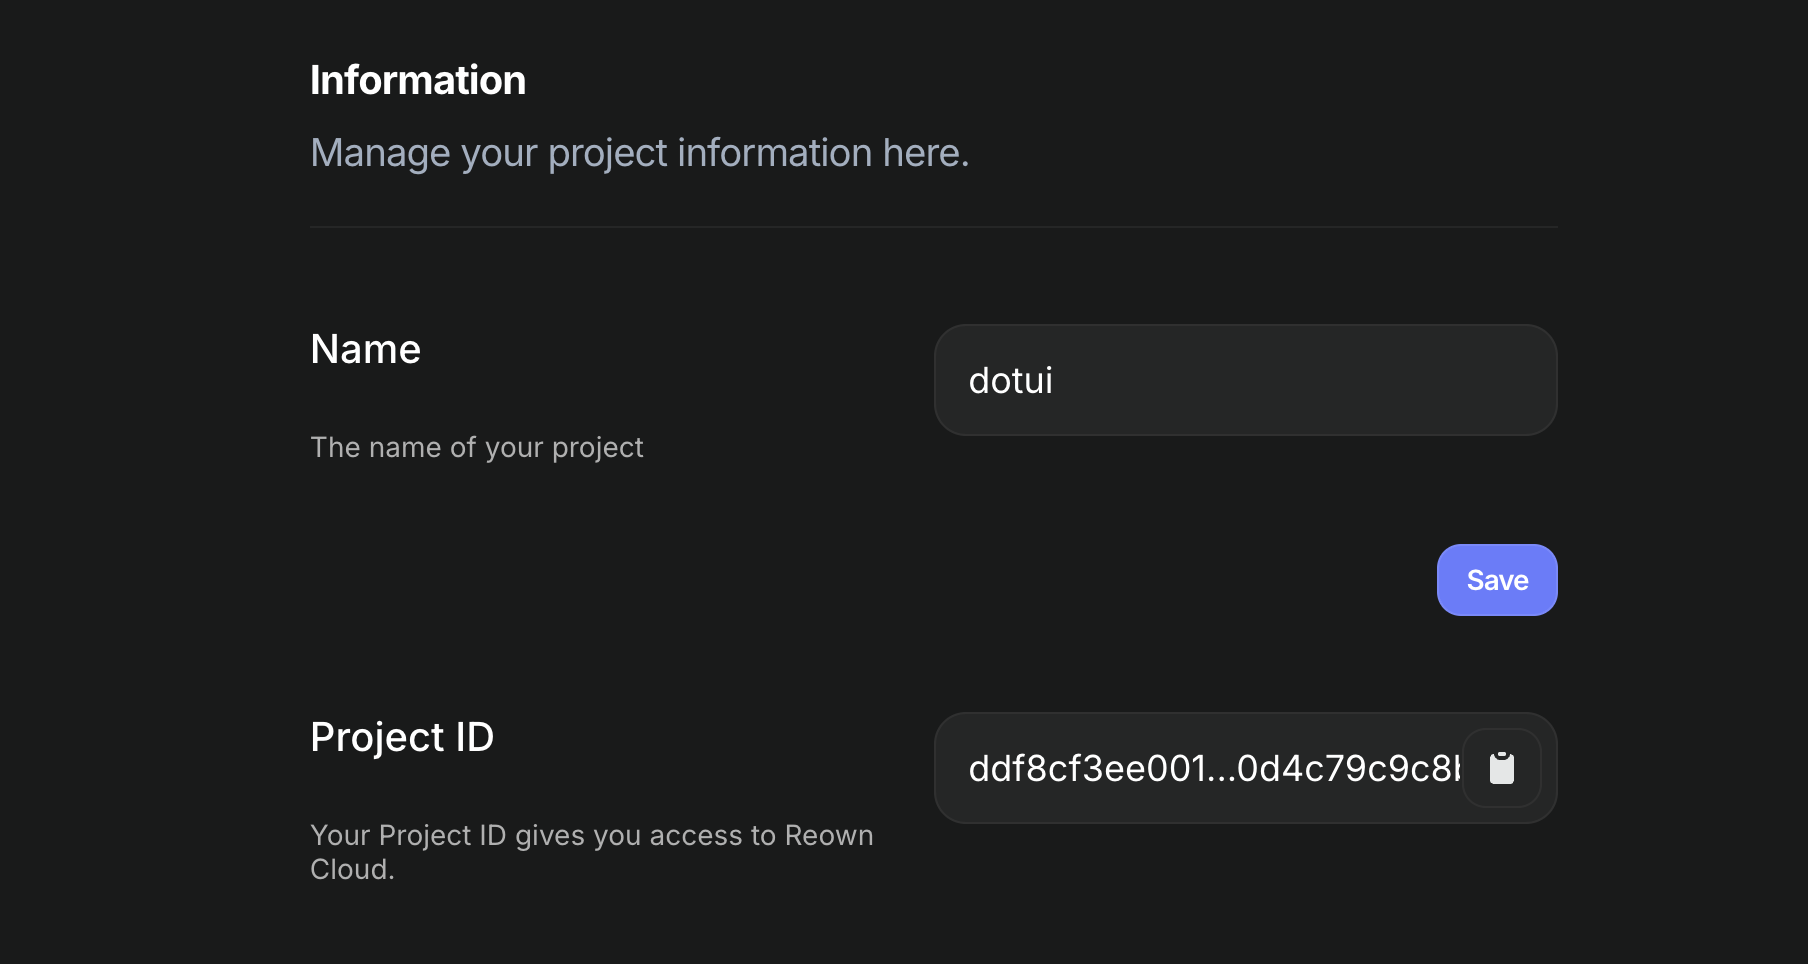 Information
Manage your project information here.
Name
dotui
The name of your project
Save
Project ID
ddf8cf3ee001...0d4c79c9c8
Your Project ID gives you access to Reown
Cloud.